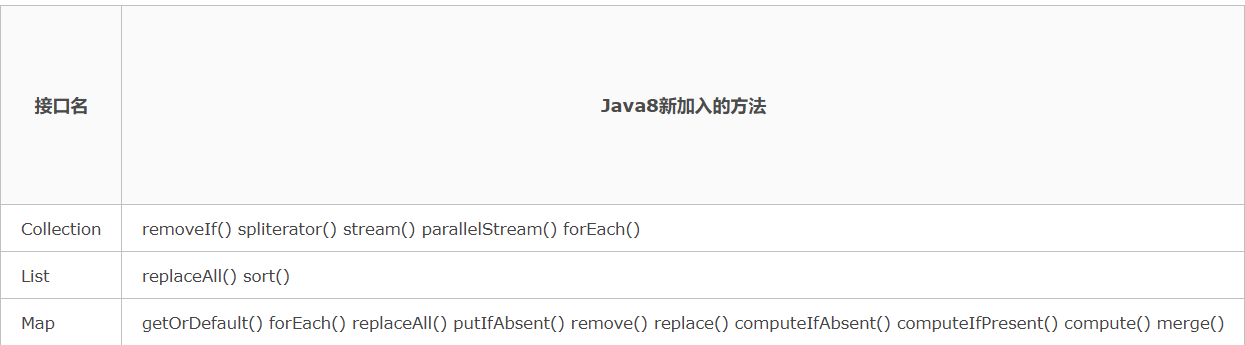 接口名 Java8新加入的方法
Collection removeIf() spliterator() stream() parallelStream() forEach()
List replaceAll() sort()
Map getOrDefault() forEach() replaceAll() putIfAbsent() remove() replace() computeIfAbsent() computeIfPresent() compute() merge()